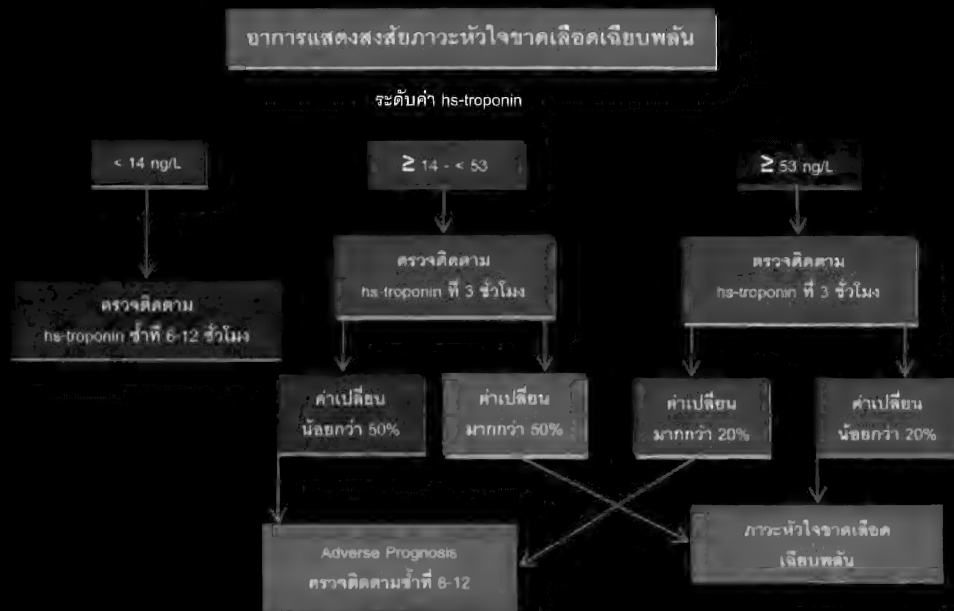 อาการแสดงสงสัยภาวะหัวใจขาดเลือดเฉียบพลัน
ระดับค่า hs-troponin
< 14 ng/L
≥ 14 - < 53
≥ 53 ng/L
ตรวจติดตาม
hs-troponin ซ้ำที่ 6-12 ชั่วโมง
ตรวจติดตาม
hs-troponin ที่ 3 ชั่วโมง
ตรวจติดตาม
hs-troponin ที่ 3 ชั่วโมง
ค่าเปลี่ยน
น้อยกว่า 50%
ค่าเปลี่ยน
มากกว่า 50%
ค่าเปลี่ยน
มากกว่า 20%
ค่าเปลี่ยน
น้อยกว่า 20%
Adverse Prognosis
ตรวจติดตามซ้ำที่ 6-12
ภาวะหัวใจขาดเลือด
เฉียบพลัน